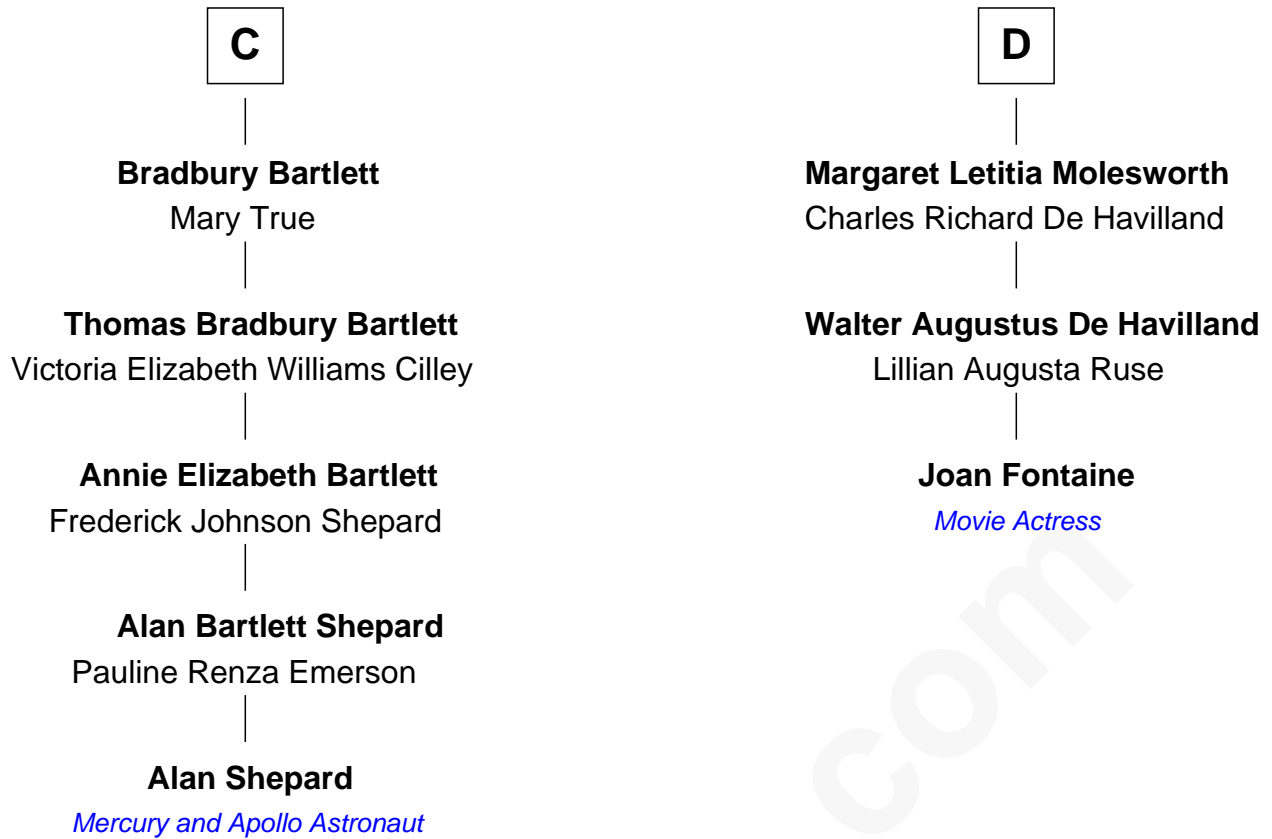 C
Bradbury Bartlett
Mary True
Thomas Bradbury Bartlett
Victoria Elizabeth Williams Cilley
Annie Elizabeth Bartlett
Frederick Johnson Shepard
Alan Bartlett Shepard
Pauline Renza Emerson
Alan Shepard
Mercury and Apollo Astronaut
D
Margaret Letitia Molesworth
Charles Richard De Havilland
Walter Augustus De Havilland
Lillian Augusta Ruse
Joan Fontaine
Movie Actress
com